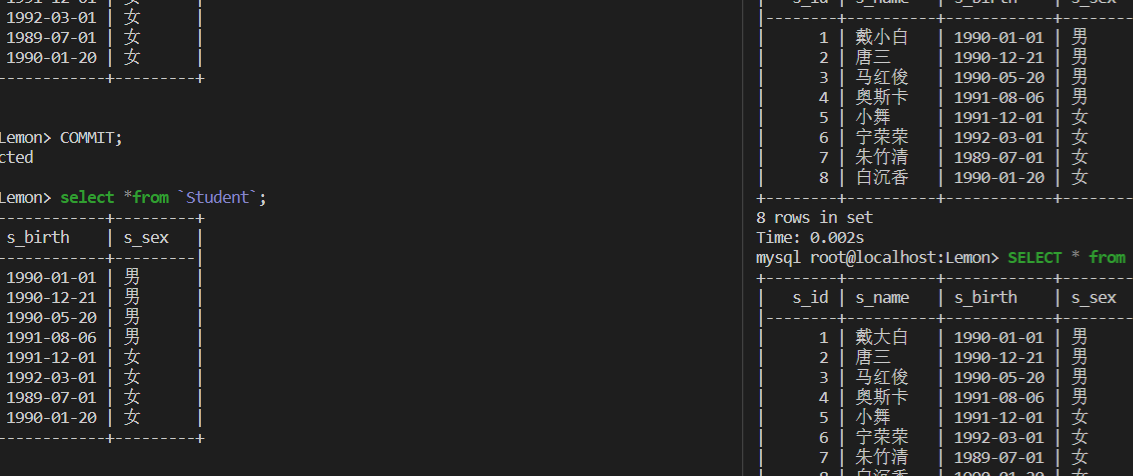 1992-03-01 | 女 |
1989-07-01 | 女 |
1990-01-20 | 女 |
------------+---------+
Lemon> COMMIT;
cted
Lemon> select *from `Student`;
------------+---------+
s_birth | s_sex |
------------+---------|
1990-01-01 | 男 |
1990-12-21 | 男 |
1990-05-20 | 男 |
1991-08-06 | 男 |
1991-12-01 | 女 |
1992-03-01 | 女 |
1989-07-01 | 女 |
1990-01-20 | 女 |
------------+---------+
| s_id | s_name | s_birth | s_sex
|--------+----------+------------+-------
| 1 | 戴小白 | 1990-01-01 | 男
| 2 | 唐三 | 1990-12-21 | 男
| 3 | 马红俊 | 1990-05-20 | 男
| 4 | 奥斯卡 | 1991-08-06 | 男
| 5 | 小舞 | 1991-12-01 | 女
| 6 | 宁荣荣 | 1992-03-01 | 女
| 7 | 朱竹清 | 1989-07-01 | 女
| 8 | 白沉香 | 1990-01-20 | 女
+--------+----------+------------+-------
8 rows in set
Time: 0.002s
mysql root@localhost:Lemon> SELECT * from
+--------+----------+------------+-------
| s_id | s_name | s_birth | s_sex
|--------+----------+------------+-------
| 1 | 戴大白 | 1990-01-01 | 男
| 2 | 唐三 | 1990-12-21 | 男
| 3 | 马红俊 | 1990-05-20 | 男
| 4 | 奥斯卡 | 1991-08-06 | 男
| 5 | 小舞 | 1991-12-01 | 女
| 6 | 宁荣荣 | 1992-03-01 | 女
| 7 | 朱竹清 | 1989-07-01 | 女